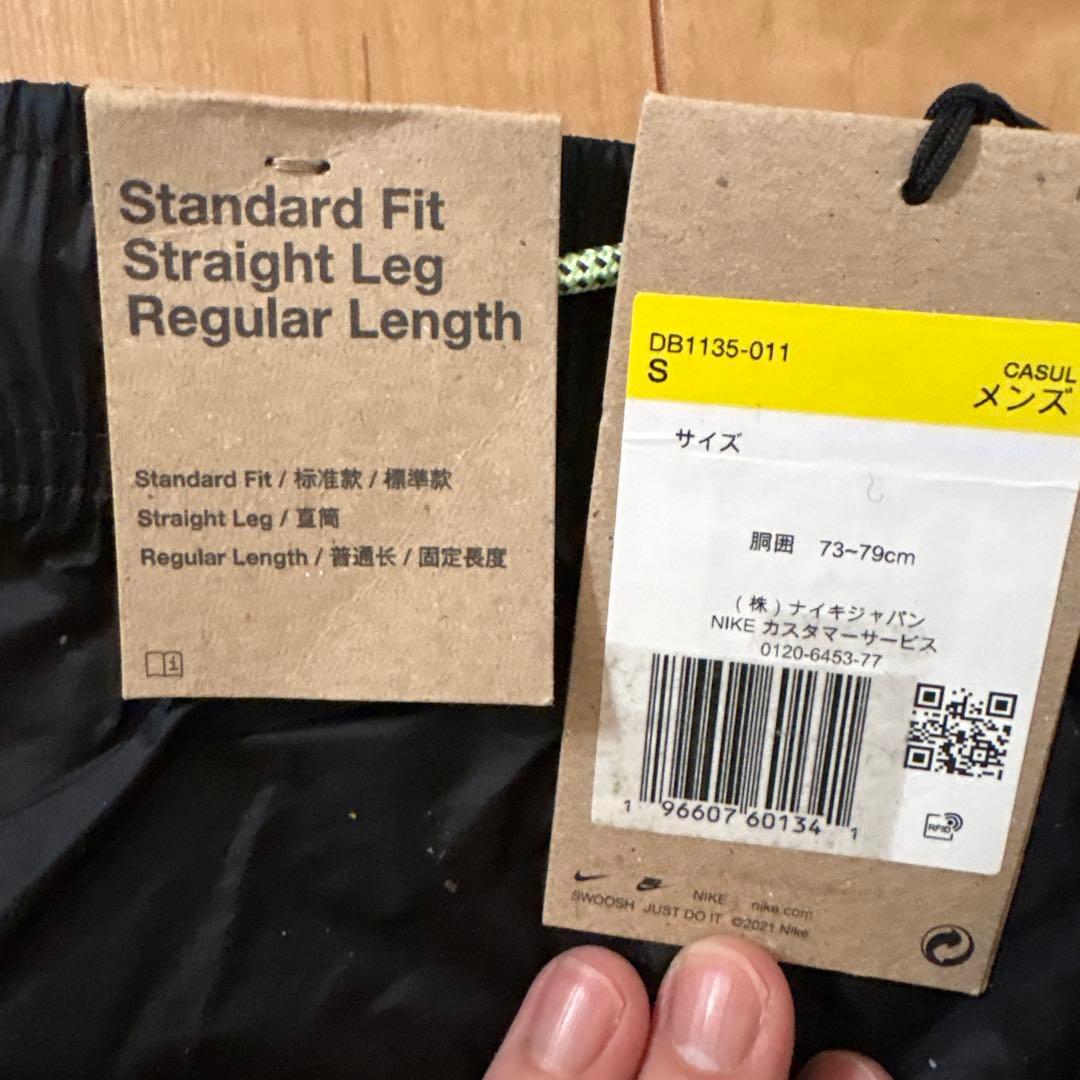 Standard Fit
Straight Leg
Regular Length
Standard Fit / 标准款 / 標準款
Straight Leg / 直筒
Regular Length / 普通长 / 固定長度
DB1135-011
S
CASUL
メンズ
サイズ
胴囲 73~79cm
(株)ナイキジャパン
NIKE カスタマーサービス
0120-6453-77
1 96607 60134 1
RFID
NIKE nike.com
SWOOSH JUST DO IT ©2021 Nike